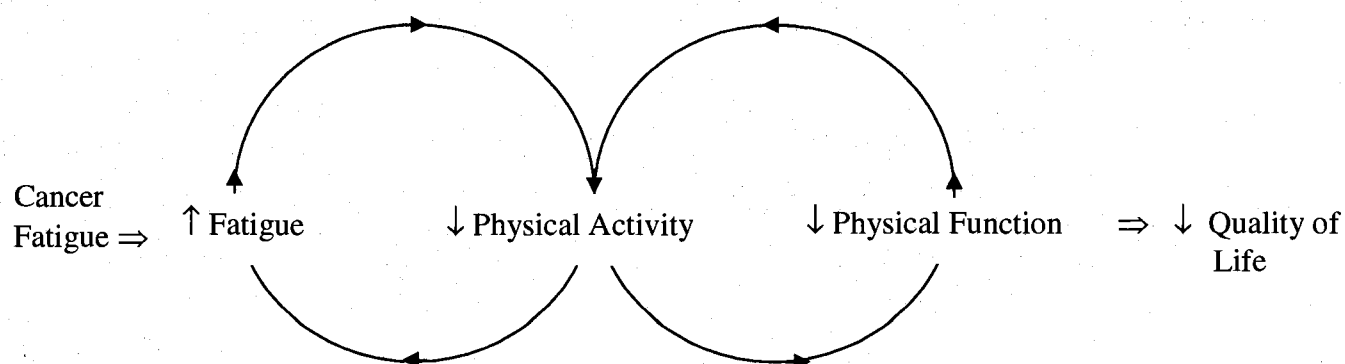 Cancer
Fatigue ⇒ ↑ Fatigue ↓ Physical Activity ↓ Physical Function ⇒ ↓ Quality of
Life